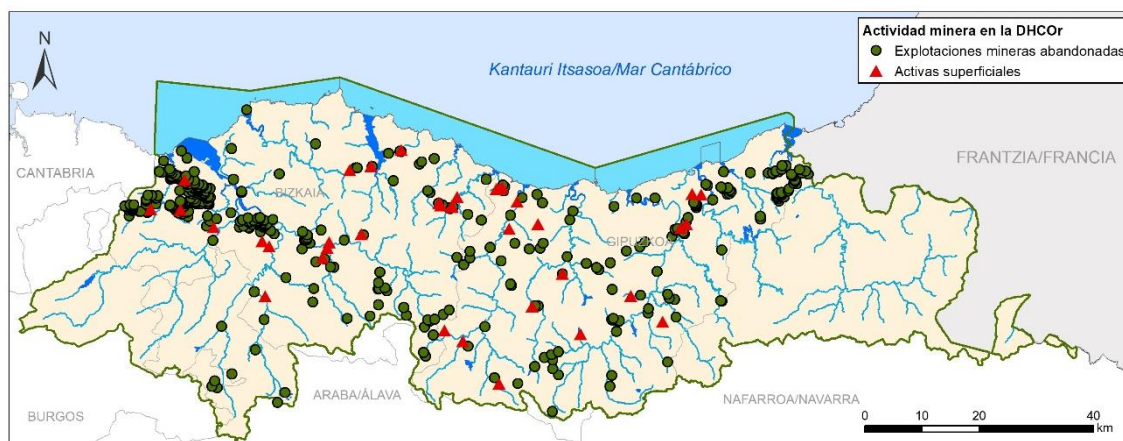 Actividad minera en la DHCOr
Explotaciones mineras abandonadas
Activas superficiales
N
Kantauri Itsasoa/Mar Cantábrico
CANTABRIA
BIZKAIA
FRANTZIA/FRANCIA
GIPUZKOA
ARABA/ÁLAVA
NAFARROA/NAVARRA
BURGOS
0 10 20 40
km